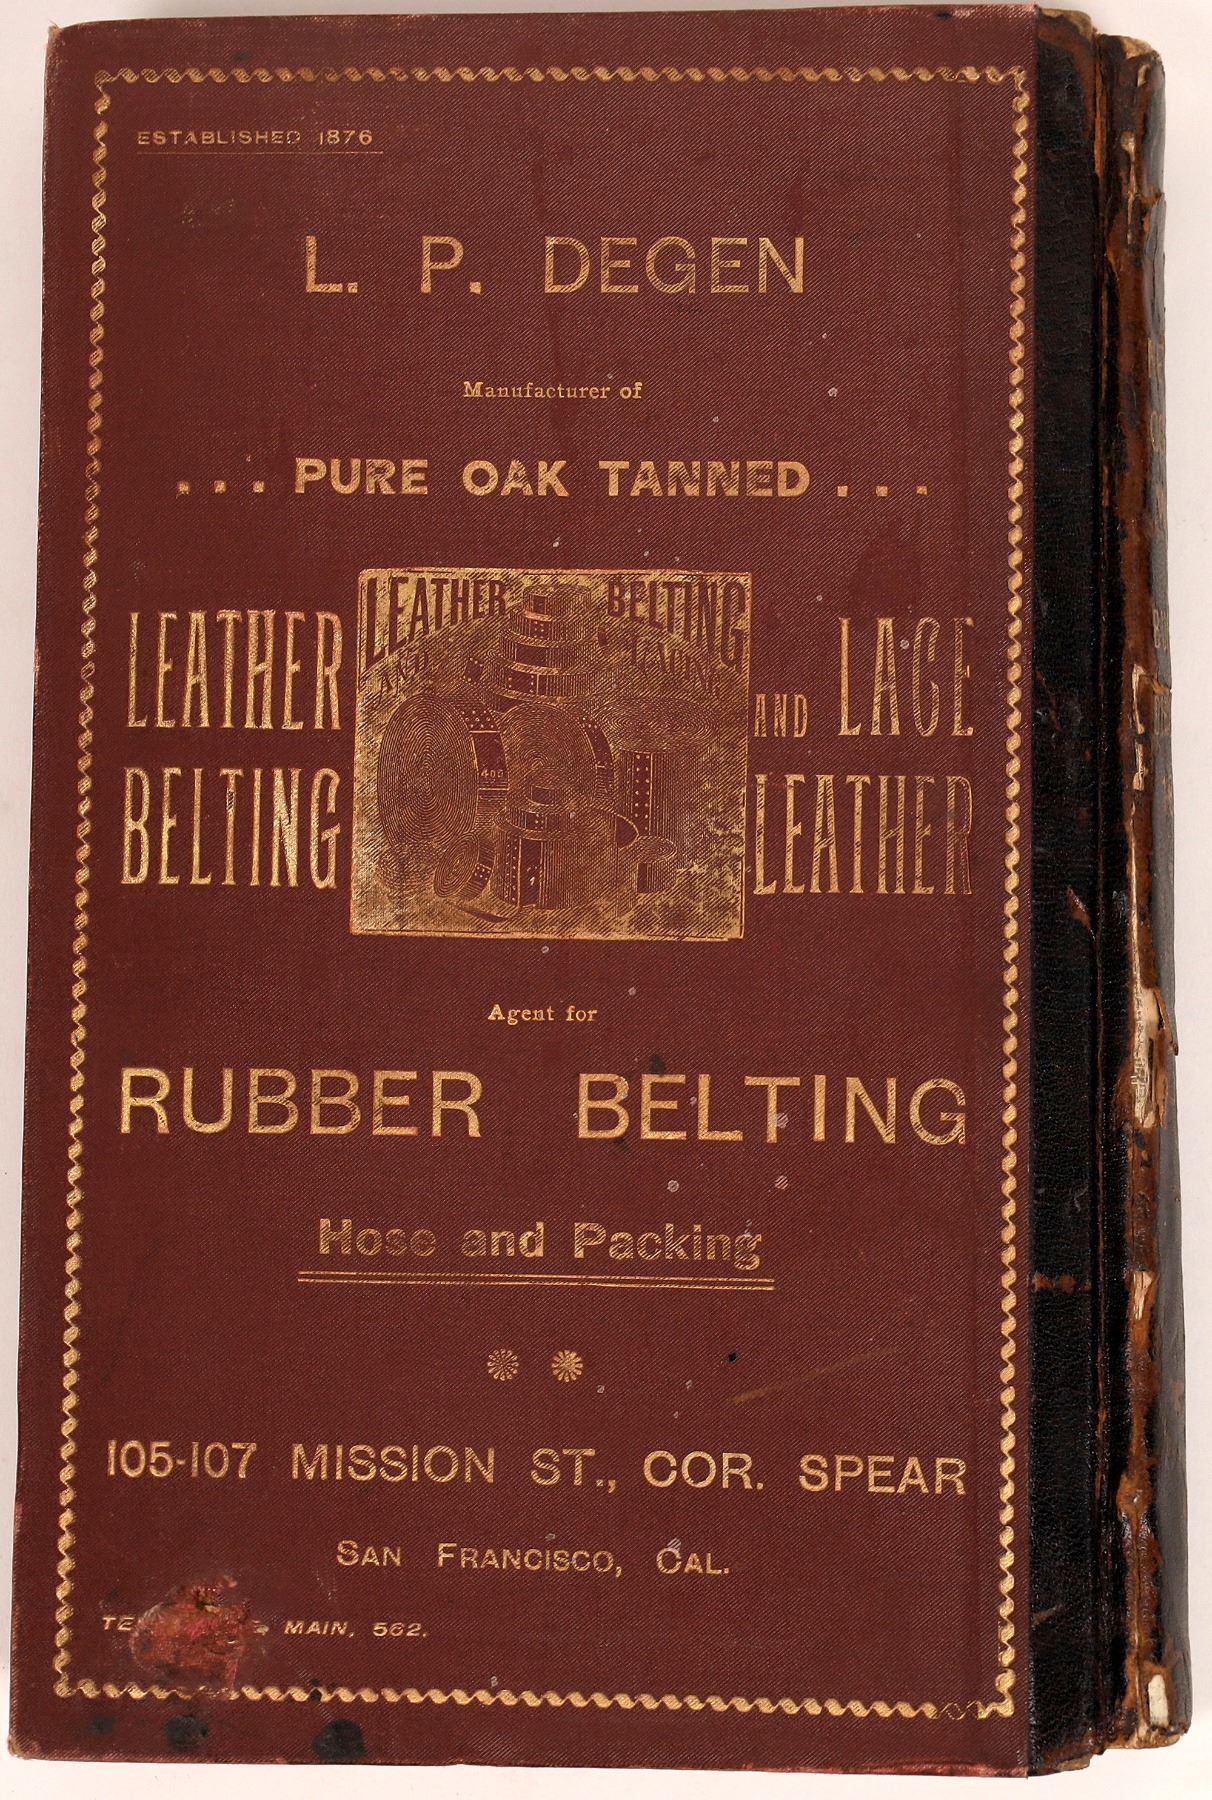 ESTABLISHED 1876
L. P. DEGEN
Manufacturer of
...PURE OAK TANNED...
LEATHER
BELTING
LEATHER BELTING
AND LACING
400
AND LACE
LEATHER
Agent for
RUBBER BELTING
Hose and Packing
105-107 MISSION ST., COR. SPEAR
SAN FRANCISCO, CAL.
MAIN, 562.